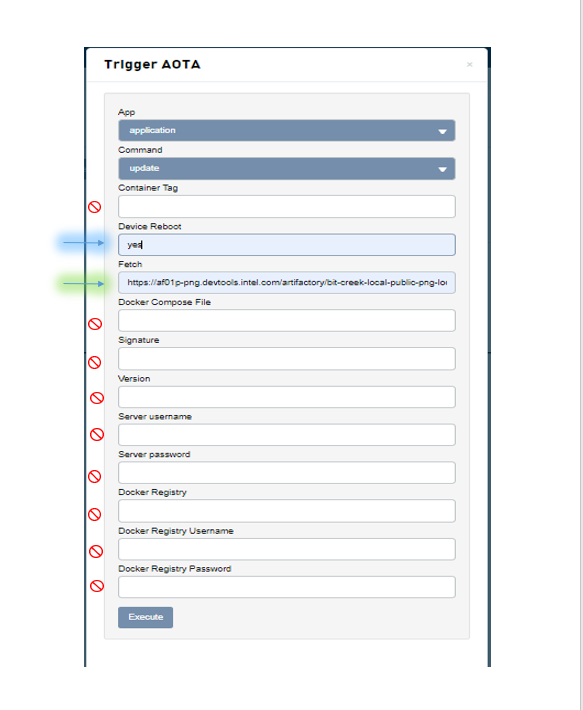 Trigger AOTA
×
App
application
Command
update
Container Tag
Device Reboot
yes
Fetch
https://af01p-png.devtools.intel.com/artifactory/bit-creek-local-public-png-loc
Docker Compose File
Signature
Version
Server username
Server password
Docker Registry
Docker Registry Username
Docker Registry Password
Execute